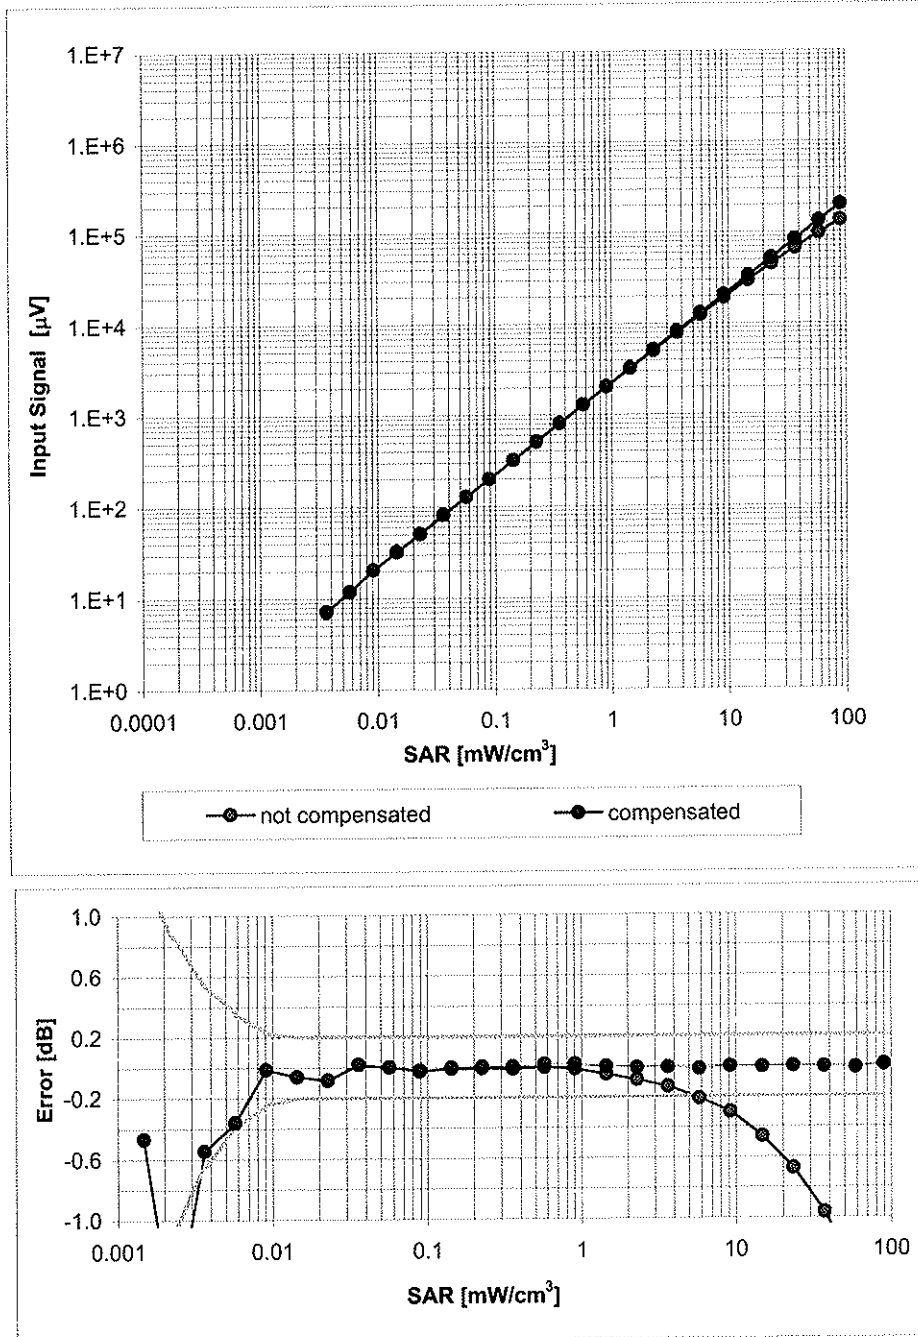 1.E+7
1.E+6
1.E+5
1.E+4
1.E+3
1.E+2
1.E+1
1.E+0
Input Signal [µV]
0.0001 0.001 0.01 0.1 1 10 100
SAR [mW/cm³]
not compensated compensated
1.0
0.6
0.2
-0.2
-0.6
-1.0
Error [dB]
0.001 0.01 0.1 1 10 100
SAR [mW/cm³]